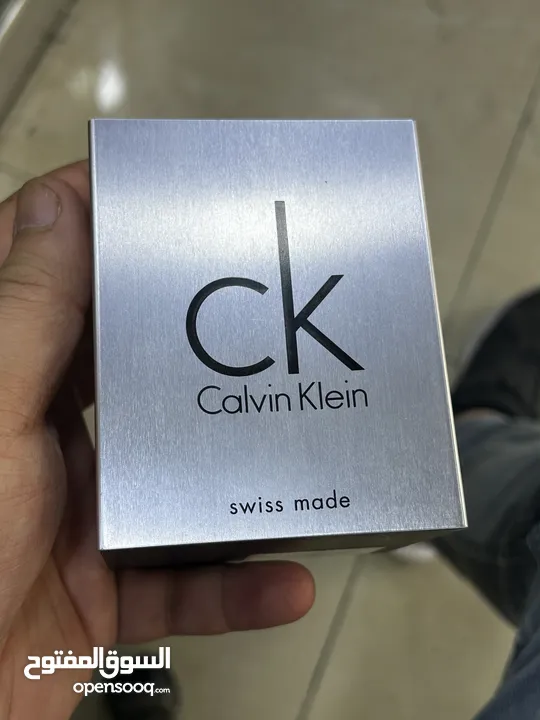 ck
Calvin Klein
swiss made
السوق المفتوح
opensooq.com